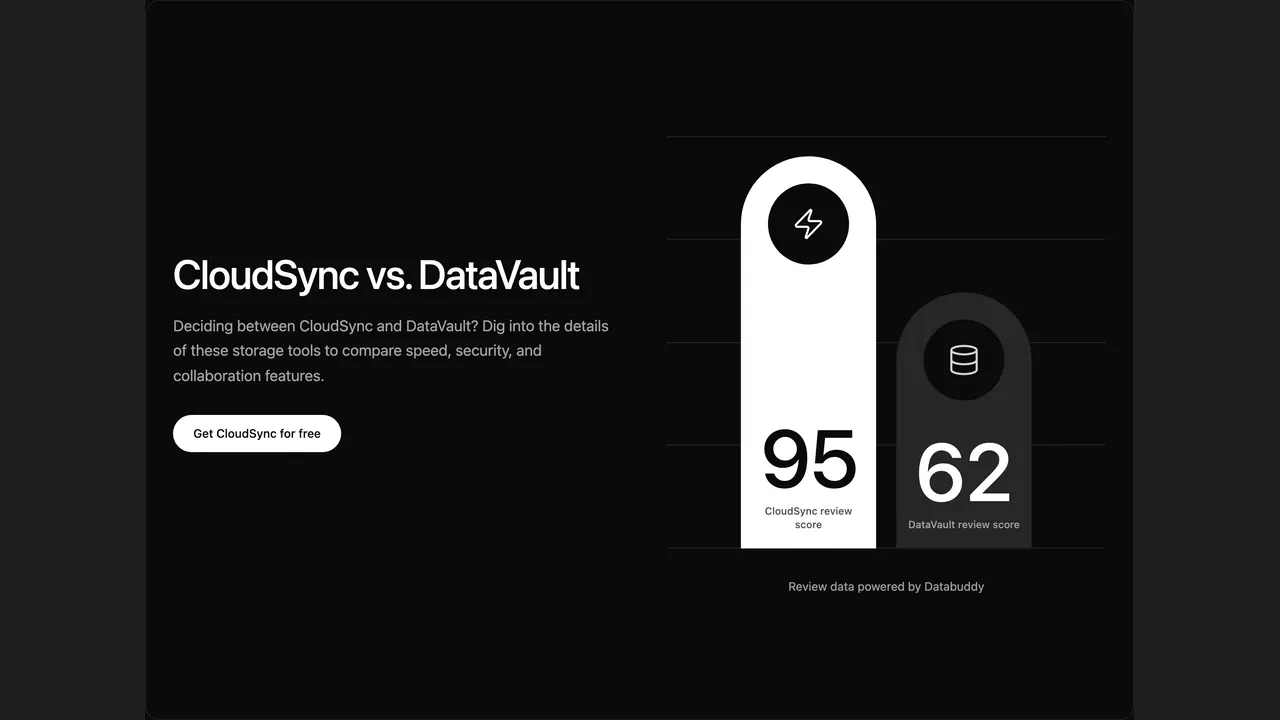 CloudSync vs. DataVault
Deciding between CloudSync and DataVault? Dig into the details
of these storage tools to compare speed, security, and
collaboration features.
Get CloudSync for free
95
CloudSync review
score
62
DataVault review score
Review data powered by Databuddy